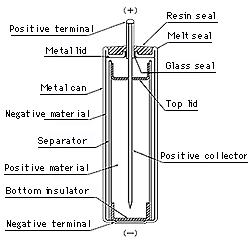 (+)
Resin seal
Positive terminal
Metal lid
Melt seal
Glass seal
Metal can
Top lid
Negative material
Separator
Positive collector
Positive material
Bottom insulator
Negative terminal
(−)